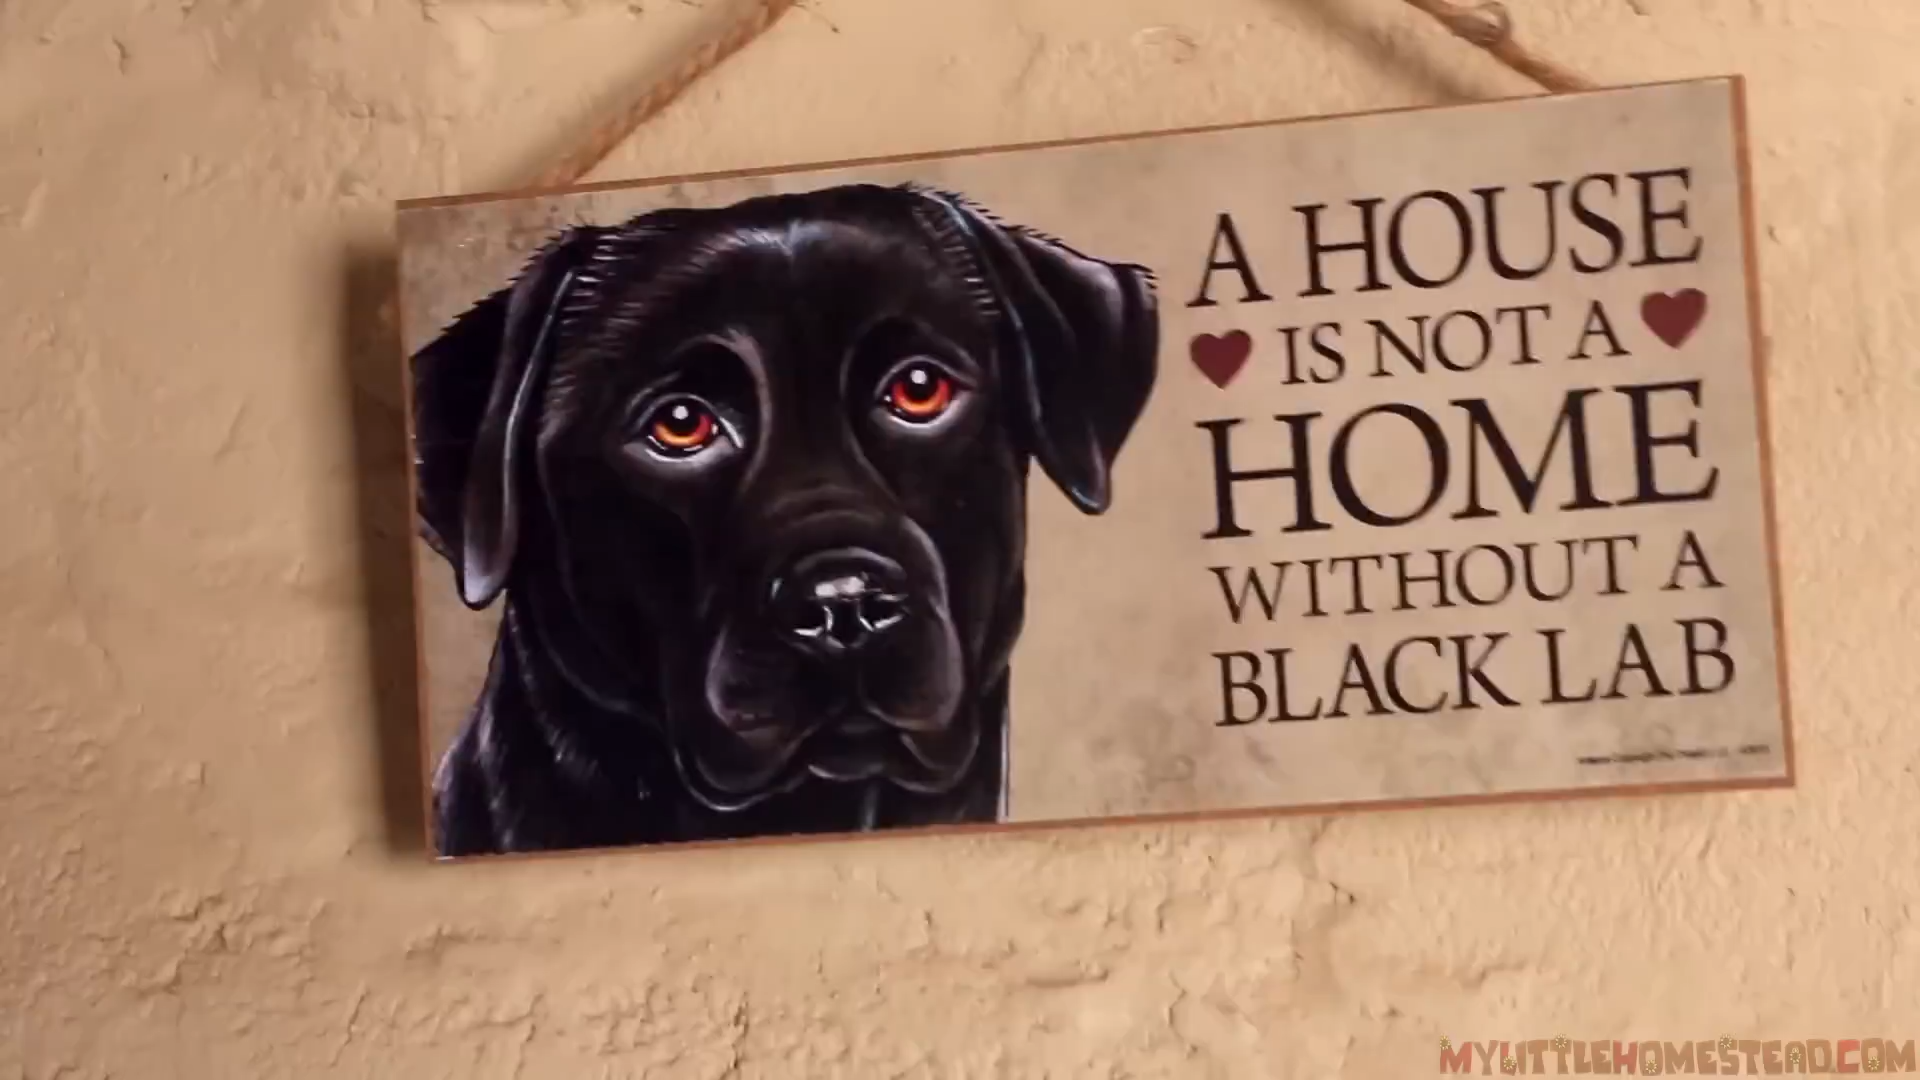 A HOUSE
IS NOT A
HOME
WITHOUT A
BLACK LAB
MYLITTLEHOMESTEAD.COM